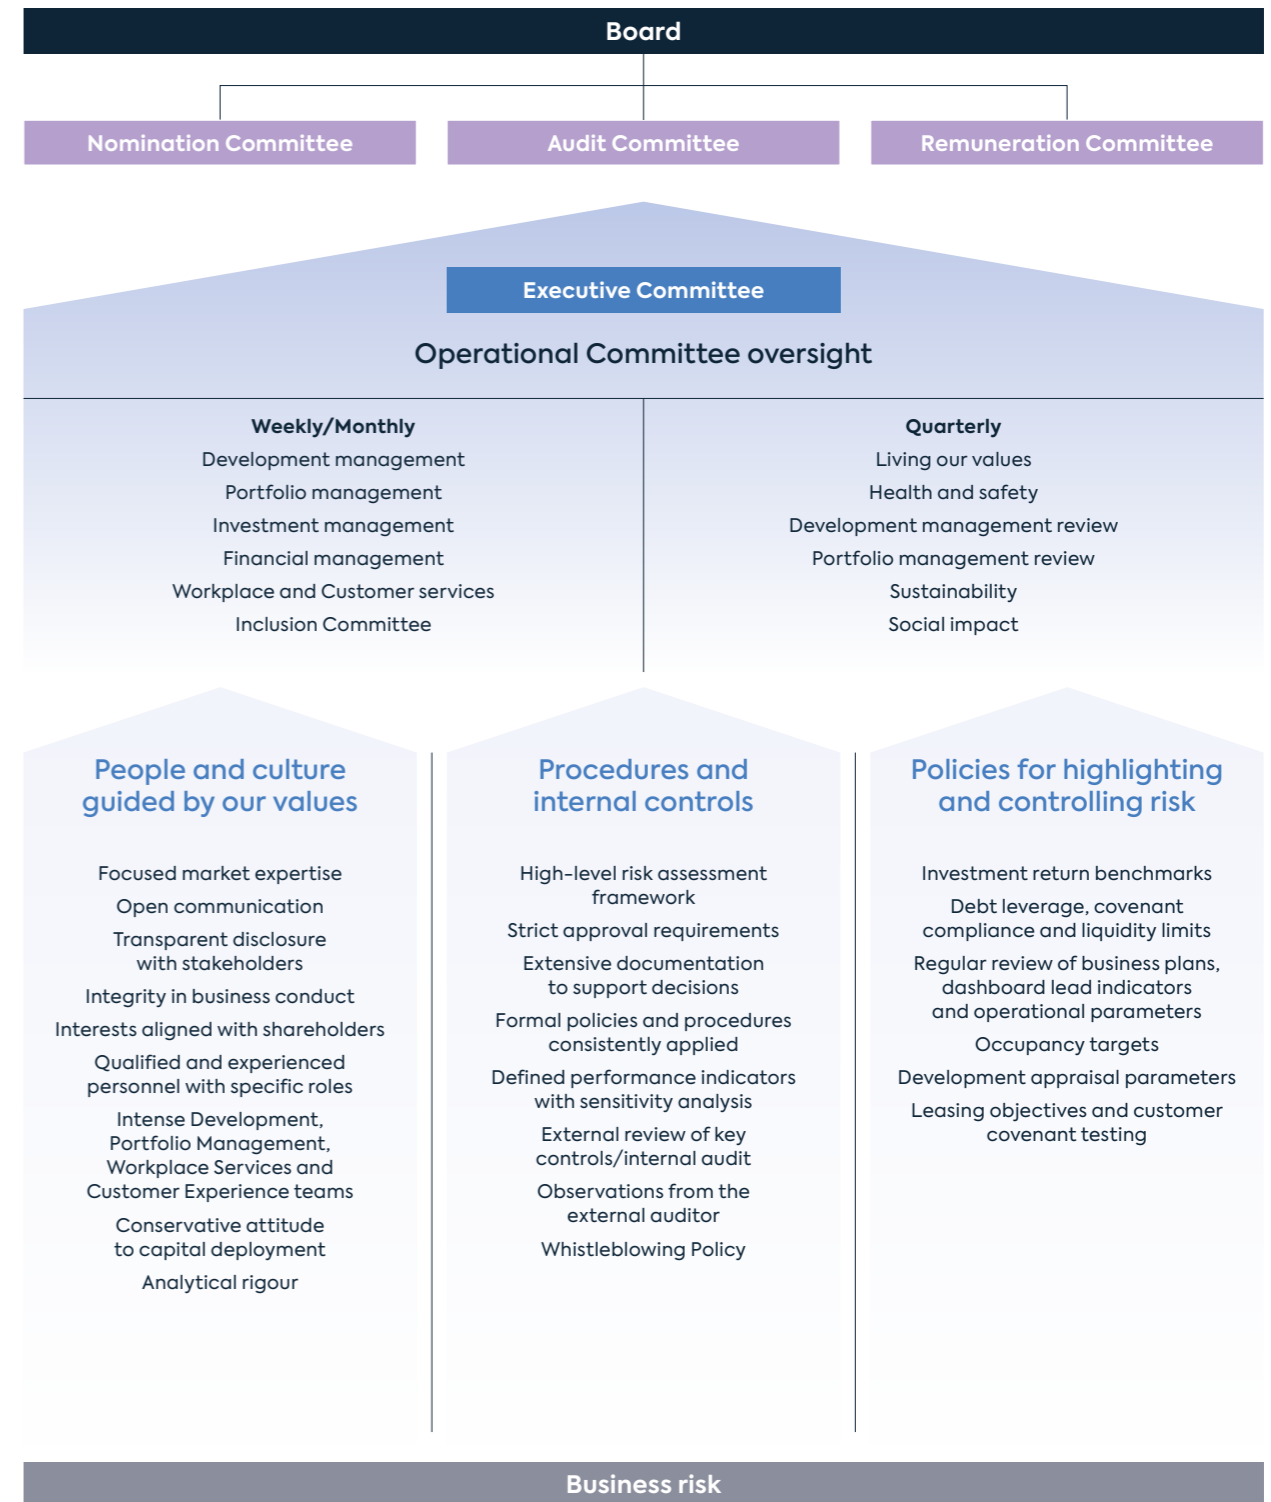 Board
Nomination Committee
Audit Committee
Remuneration Committee
Executive Committee
Operational Committee oversight
Weekly/Monthly
Development management
Portfolio management
Investment management
Financial management
Workplace and Customer services
Inclusion Committee
Quarterly
Living our values
Health and safety
Development management review
Portfolio management review
Sustainability
Social impact
People and culture
guided by our values
Focused market expertise
Open communication
Transparent disclosure
with stakeholders
Integrity in business conduct
Interests aligned with shareholders
Qualified and experienced
personnel with specific roles
Intense Development,
Portfolio Management,
Workplace Services and
Customer Experience teams
Conservative attitude
to capital deployment
Analytical rigour
Procedures and
internal controls
High-level risk assessment
framework
Strict approval requirements
Extensive documentation
to support decisions
Formal policies and procedures
consistently applied
Defined performance indicators
with sensitivity analysis
External review of key
controls/internal audit
Observations from the
external auditor
Whistleblowing Policy
Policies for highlighting
and controlling risk
Investment return benchmarks
Debt leverage, covenant
compliance and liquidity limits
Regular review of business plans,
dashboard lead indicators
and operational parameters
Occupancy targets
Development appraisal parameters
Leasing objectives and customer
covenant testing
Business risk